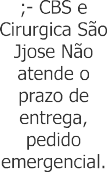 ;- CBS e
Cirurgica São
Jjose Não
atende o
prazo de
entrega,
pedido
emergencial.